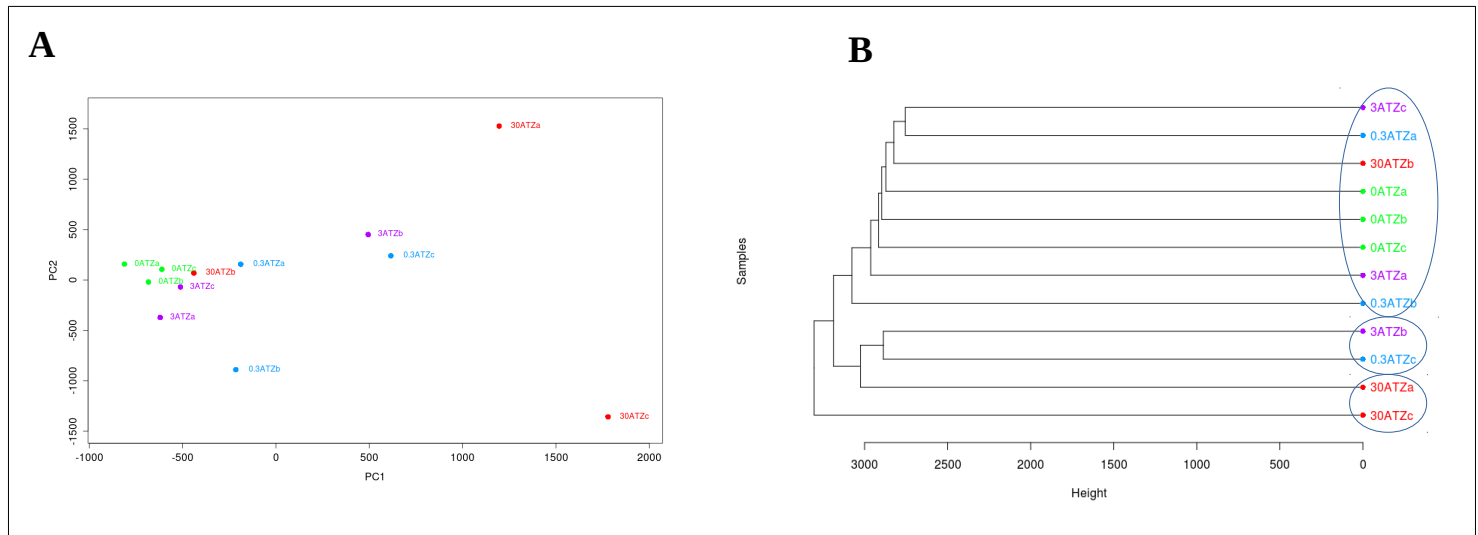 A
B
1500
1000
500
0
-500
-1000
-1500
PC2
30ATZa
3ATZb
0.3ATZc
0ATZa
0ATZc
30ATZb
0.3ATZa
0ATZb
3ATZc
3ATZa
0.3ATZb
30ATZc
-1000 -500 0 500 1000 1500 2000
PC1
Samples
3ATZc
0.3ATZa
30ATZb
0ATZa
0ATZb
0ATZc
3ATZa
0.3ATZb
3ATZb
0.3ATZc
30ATZa
30ATZc
3000 2500 2000 1500 1000 500 0
Height